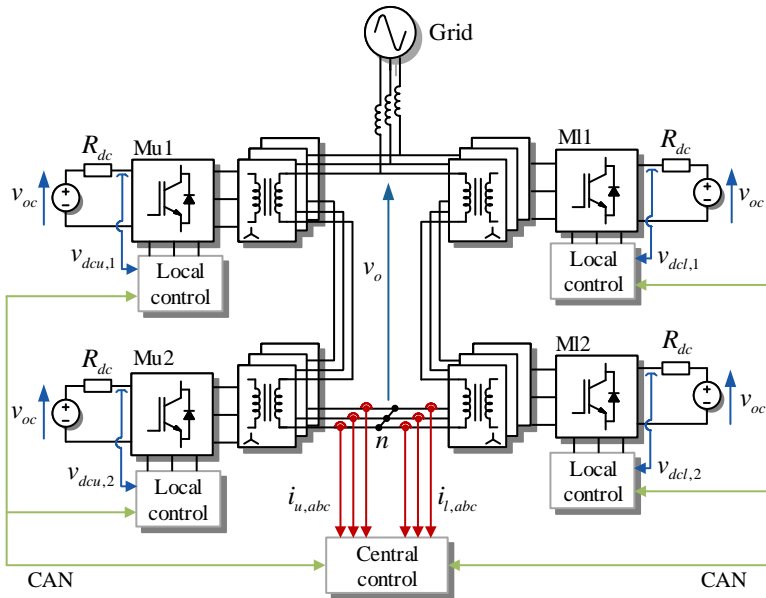 Grid
R_dc
Mu1
Ml1
R_dc
v_oc
v_oc
v_dcu,1
Local
control
v_o
Local
control
v_dcl,1
R_dc
Mu2
Ml2
R_dc
v_oc
v_oc
n
v_dcu,2
Local
control
i_u,abc
i_l,abc
Local
control
v_dcl,2
Central
control
CAN
CAN